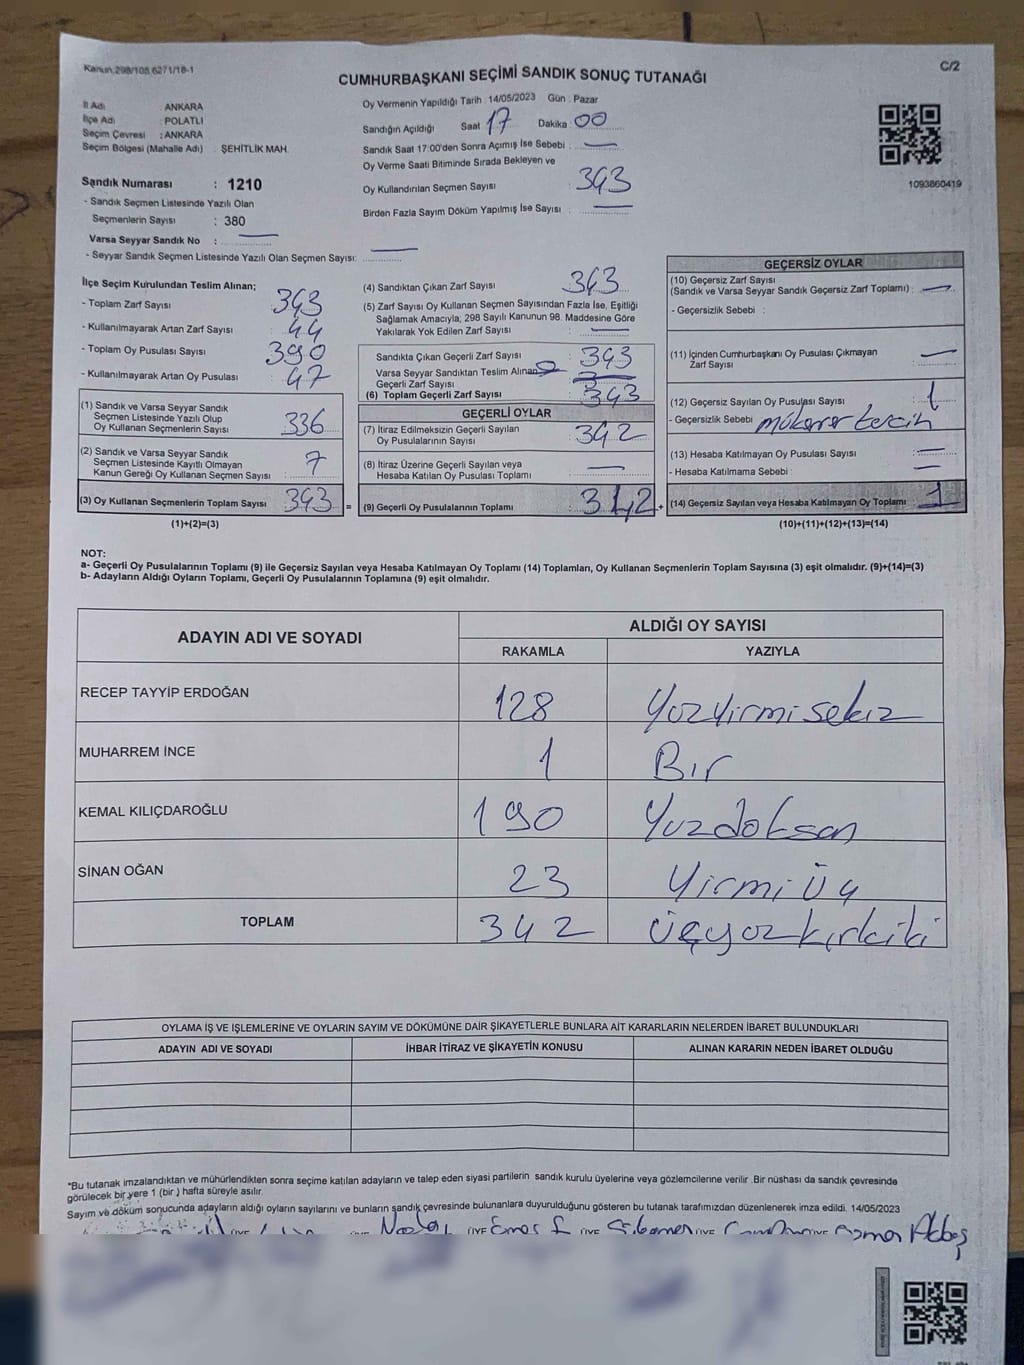 Kanun.298/105,6271/18-1
C/2
CUMHURBAŞKANI SEÇİMİ SANDIK SONUÇ TUTANAĞI
İl Adı : ANKARA
İlçe Adı : POLATLI
Seçim Çevresi : ANKARA
Seçim Bölgesi (Mahalle Adı) : ŞEHİTLİK MAH.
Sandık Numarası : 1210
- Sandık Seçmen Listesinde Yazılı Olan
Seçmenlerin Sayısı : 380
Varsa Seyyar Sandık No : —
- Seyyar Sandık Seçmen Listesinde Yazılı Olan Seçmen Sayısı: —
Oy Vermenin Yapıldığı Tarih : 14/05/2023 Gün : Pazar
Sandığın Açıldığı Saat 17 Dakika 00
Sandık Saat 17:00'den Sonra Açımış İse Sebebi : —
Oy Verme Saati Bitiminde Sırada Bekleyen ve
Oy Kullandırılan Seçmen Sayısı : 343
Birden Fazla Sayım Döküm Yapılmış İse Sayısı : —
1093860419
İlçe Seçim Kurulundan Teslim Alınan;
- Toplam Zarf Sayısı 343
- Kullanılmayarak Artan Zarf Sayısı 44
- Toplam Oy Pusulası Sayısı 390
- Kullanılmayarak Artan Oy Pusulası 47
(1) Sandık ve Varsa Seyyar Sandık
Seçmen Listesinde Yazılı Olup
Oy Kullanan Seçmenlerin Sayısı 336
(2) Sandık ve Varsa Seyyar Sandık
Seçmen Listesinde Kayıtlı Olmayan
Kanun Gereği Oy Kullanan Seçmen Sayısı : 7
(3) Oy Kullanan Seçmenlerin Toplam Sayısı 343 =
(1)+(2)=(3)
(4) Sandıktan Çıkan Zarf Sayısı 343
(5) Zarf Sayısı Oy Kullanan Seçmen Sayısından Fazla İse, Eşitliği
Sağlamak Amacıyla; 298 Sayılı Kanunun 98. Maddesine Göre
Yakılarak Yok Edilen Zarf Sayısı : —
Sandıkta Çıkan Geçerli Zarf Sayısı : 343
Varsa Seyyar Sandıktan Teslim Alınan
Geçerli Zarf Sayısı
(6) Toplam Geçerli Zarf Sayısı : 343
GEÇERLİ OYLAR
(7) İtiraz Edilmeksizin Geçerli Sayılan
Oy Pusulalarının Sayısı : 342
(8) İtiraz Üzerine Geçerli Sayılan veya
Hesaba Katılan Oy Pusulaları Toplamı : —
(9) Geçerli Oy Pusulalarının Toplamı : 342 +
GEÇERSİZ OYLAR
(10) Geçersiz Zarf Sayısı
(Sandık ve Varsa Seyyar Sandık Geçersiz Zarf Toplamı) : —
- Geçersizlik Sebebi :
(11) İçinden Cumhurbaşkanı Oy Pusulası Çıkmayan
Zarf Sayısı : —
(12) Geçersiz Sayılan Oy Pusulası Sayısı : 1
- Geçersizlik Sebebi : mükerrer tercih
(13) Hesaba Katılmayan Oy Pusulası Sayısı : —
- Hesaba Katılmama Sebebi : —
(14) Geçersiz Sayılan veya Hesaba Katılmayan Oy Toplamı : 1
(10)+(11)+(12)+(13)=(14)
NOT:
a- Geçerli Oy Pusulalarının Toplamı (9) ile Geçersiz Sayılan veya Hesaba Katılmayan Oy Toplamı (14) Toplamları, Oy Kullanan Seçmenlerin Toplam Sayısına (3) eşit olmalıdır. (9)+(14)=(3)
b- Adayların Aldığı Oyların Toplamı, Geçerli Oy Pusulalarının Toplamına (9) eşit olmalıdır.
ADAYIN ADI VE SOYADI
ALDIĞI OY SAYISI
RAKAMLA YAZIYLA
RECEP TAYYİP ERDOĞAN 128 Yüzyirmisekiz
MUHARREM İNCE 1 Bir
KEMAL KILIÇDAROĞLU 190 Yüzdoksan
SİNAN OĞAN 23 Yirmi üç
TOPLAM 342 üçyüzkırkiki
OYLAMA İŞ VE İŞLEMLERİNE VE OYLARIN SAYIM VE DÖKÜMÜNE DAİR ŞİKAYETLERLE BUNLARA AİT KARARLARIN NELERDEN İBARET BULUNDUKLARI
ADAYIN ADI VE SOYADI İHBAR İTİRAZ VE ŞİKAYETİN KONUSU ALINAN KARARIN NEDEN İBARET OLDUĞU
*Bu tutanak imzalandıktan ve mühürlendikten sonra seçime katılan adayların ve talep eden siyasi partilerin sandık kurulu üyelerine veya gözlemcilerine verilir .Bir nüshası da sandık çevresinde
görülecek bir yere 1 (bir ) hafta süreyle asılır.
Sayım ve döküm sonucunda adayların aldığı oyların sayılarını ve bunların sandık çevresinde bulunanlara duyurulduğunu gösteren bu tutanak tarafımızdan düzenlenerek imza edildi. 14/05/2023